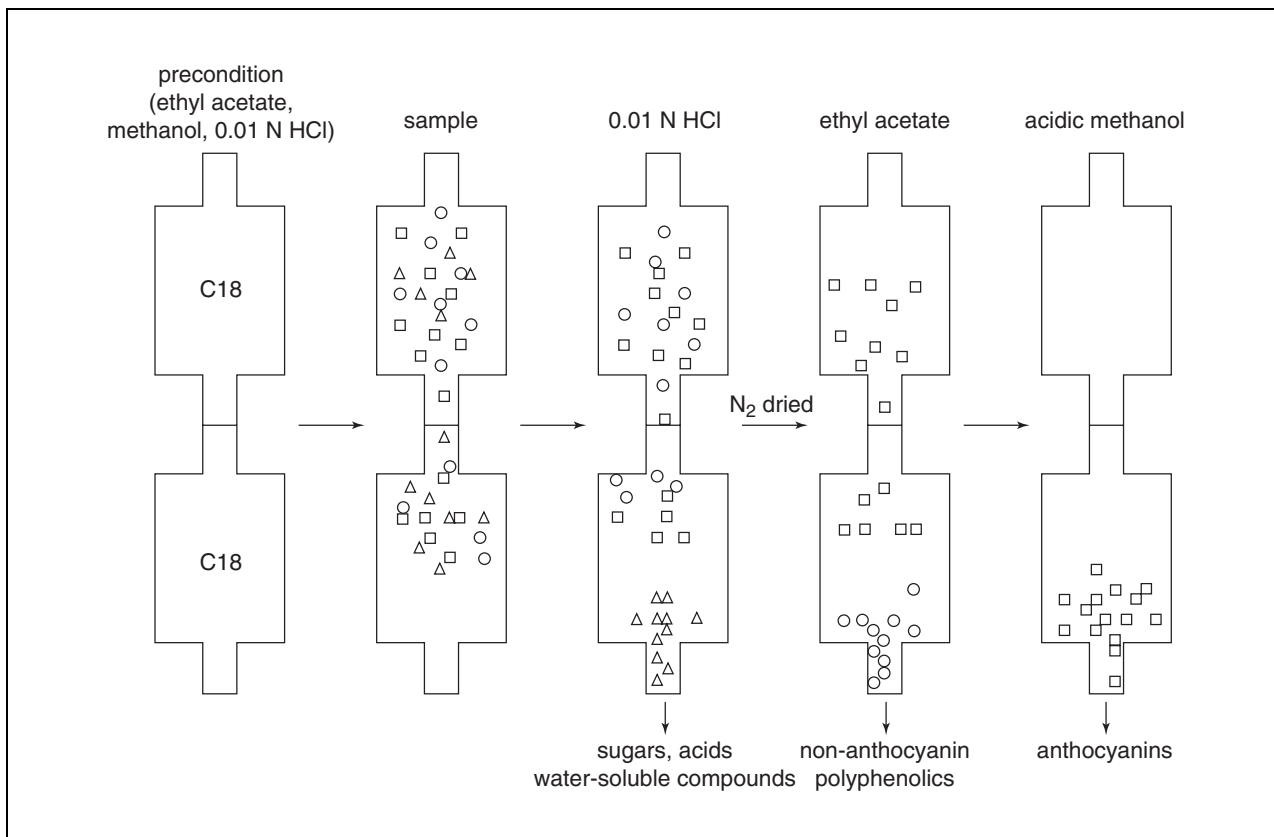 precondition
(ethyl acetate,
methanol, 0.01 N HCl)
sample
0.01 N HCl
ethyl acetate
acidic methanol
C18
N2 dried
C18
sugars, acids
water-soluble compounds
non-anthocyanin
polyphenolics
anthocyanins